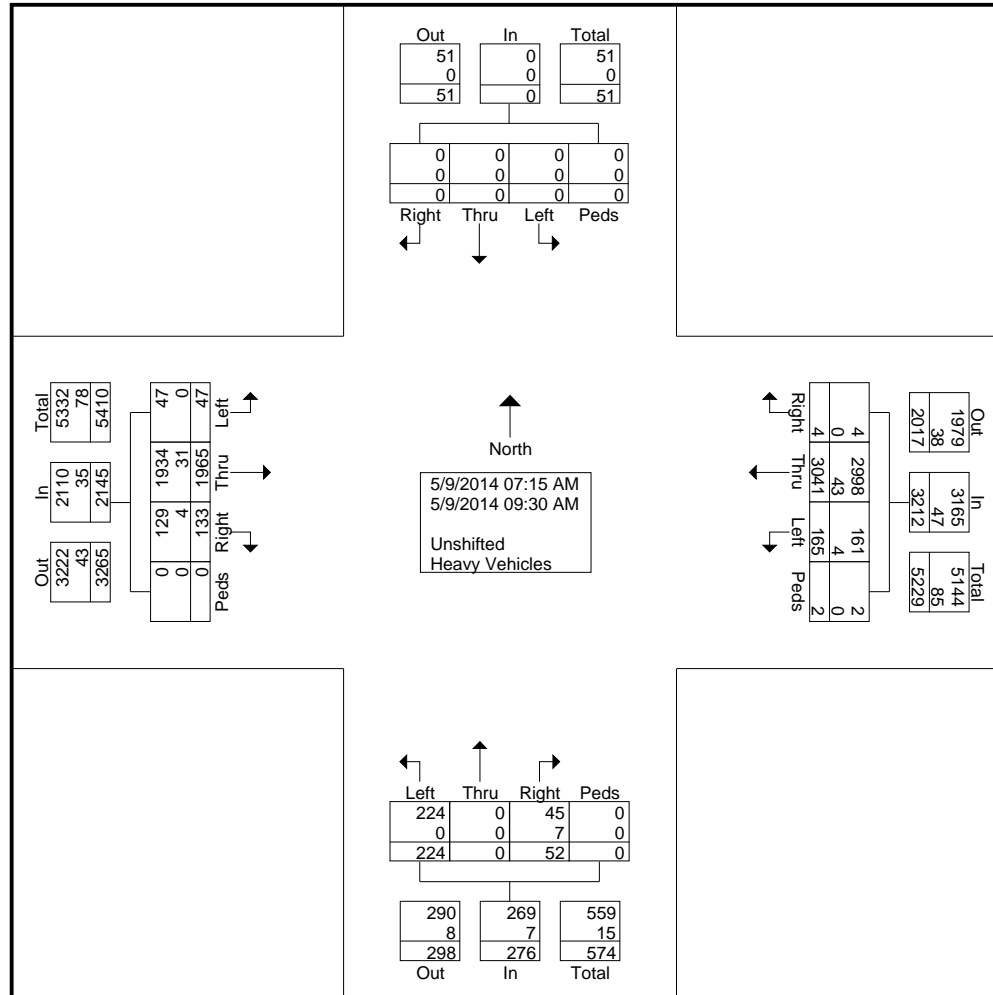 Out In Total
51 0 51
0 0 0
51 0 51
0 0 0 0
0 0 0 0
0 0 0 0
Right Thru Left Peds
Total
5332
78
5410
In
2110
35
2145
Out
3222
43
3265
47 0 47 Left
1934 31 1965 Thru
129 4 133 Right
0 0 0 Peds
North
5/9/2014 07:15 AM
5/9/2014 09:30 AM
Unshifted
Heavy Vehicles
Right 4 0 4
Thru 3041 43 2998
Left 165 4 161
Peds 2 0 2
Out
1979
38
2017
In
3165
47
3212
Total
5144
85
5229
Left Thru Right Peds
224 0 45 0
0 0 7 0
224 0 52 0
290 269 559
8 7 15
298 276 574
Out In Total